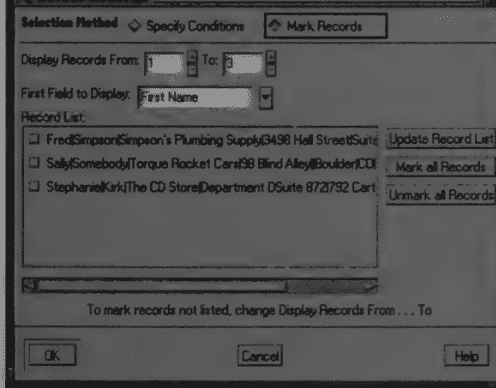 Selection Method Specify Conditions Mark Records
Display Records From: 1 To: 3
First Field to Display: First Name
Record List:
Fred|Simpson|Simpson's Plumbing Supply|3498 Hall Street|Suite
Sally|Somebody|Torque Rocket Cars|98 Blind Alley||Boulder|CO|
Stephanie|Kirk|The CD Store|Department D|Suite 872|792 Cart
Update Record List
Mark all Records
Unmark all Records
To mark records not listed, change Display Records From . . . To
OK Cancel Help